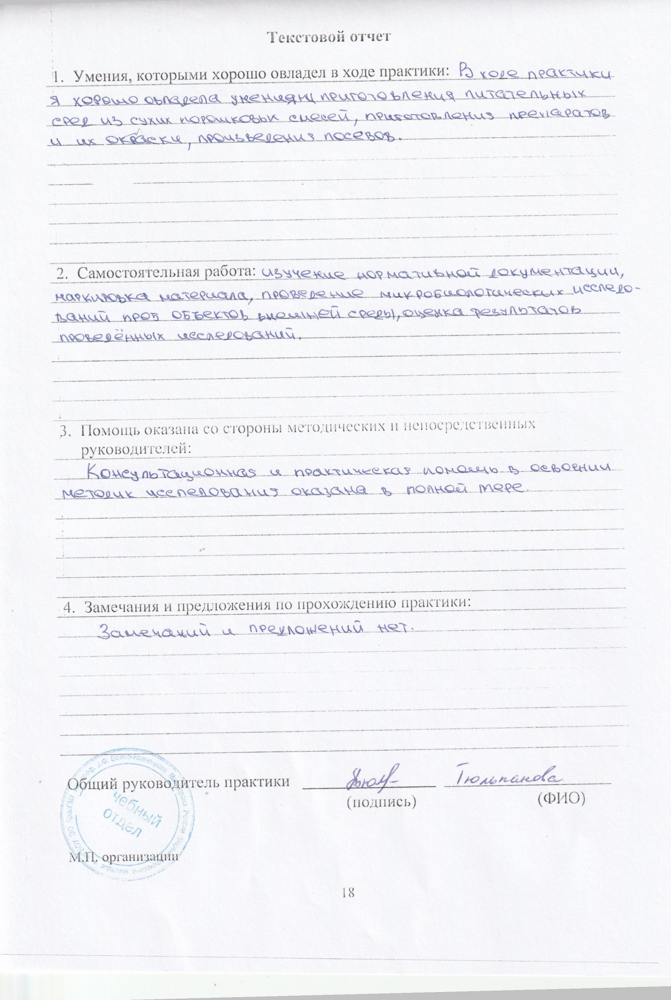 Текстовой отчет
1. Умения, которыми хорошо овладел в ходе практики: В ходе практики
я хорошо овладела умениями приготовления питательных
сред из сухих порошковых смесей, приготовления препаратов
и их окраски, произведения посевов.
2. Самостоятельная работа: изучение нормативной документации,
маркировка материала, проведение микробиологических исследо-
ваний проб объектов внешней среды, оценка результатов
проведённых исследований.
3. Помощь оказана со стороны методических и непосредственных
руководителей:
Консультационная и практическая помощь в освоении
методик исследования оказана в полной мере.
4. Замечания и предложения по прохождению практики:
Замечаний и предложений нет.
Общий руководитель практики Тюльпанова
(подпись) (ФИО)
проф. В.Ф. Войно-Ясенецкого России колледж
отдел
М.П. организации
18